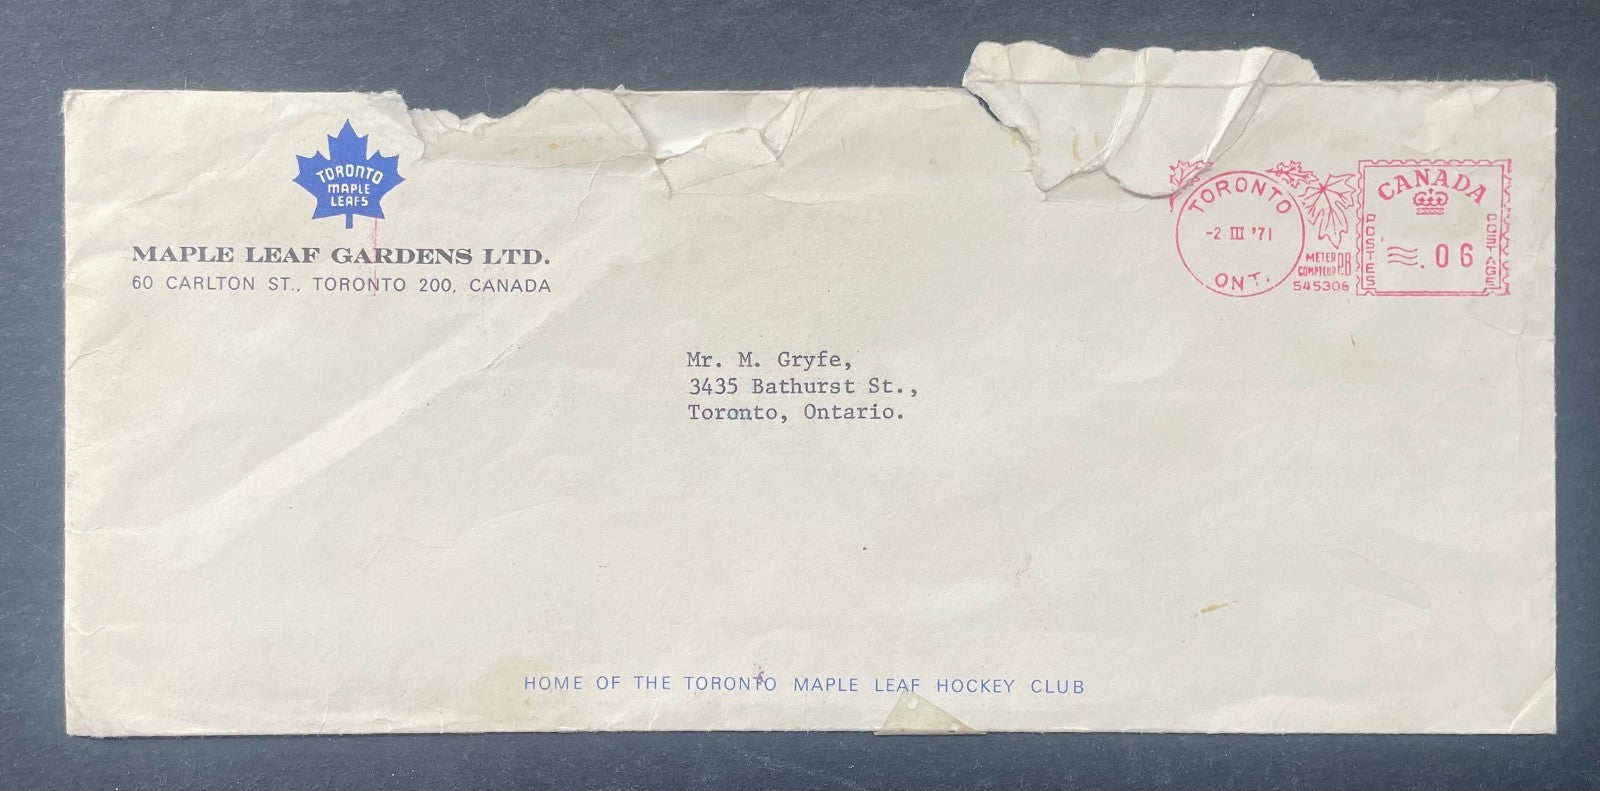 TORONTO
MAPLE
LEAFS
MAPLE LEAF GARDENS LTD.
60 CARLTON ST., TORONTO 200, CANADA
TORONTO
-2 III '71
ONT.
METER
COMPTEUR
P.B
545306
CANADA
POSTES
POSTAGE
.06
Mr. M. Gryfe,
3435 Bathurst St.,
Toronto, Ontario.
HOME OF THE TORONTO MAPLE LEAF HOCKEY CLUB